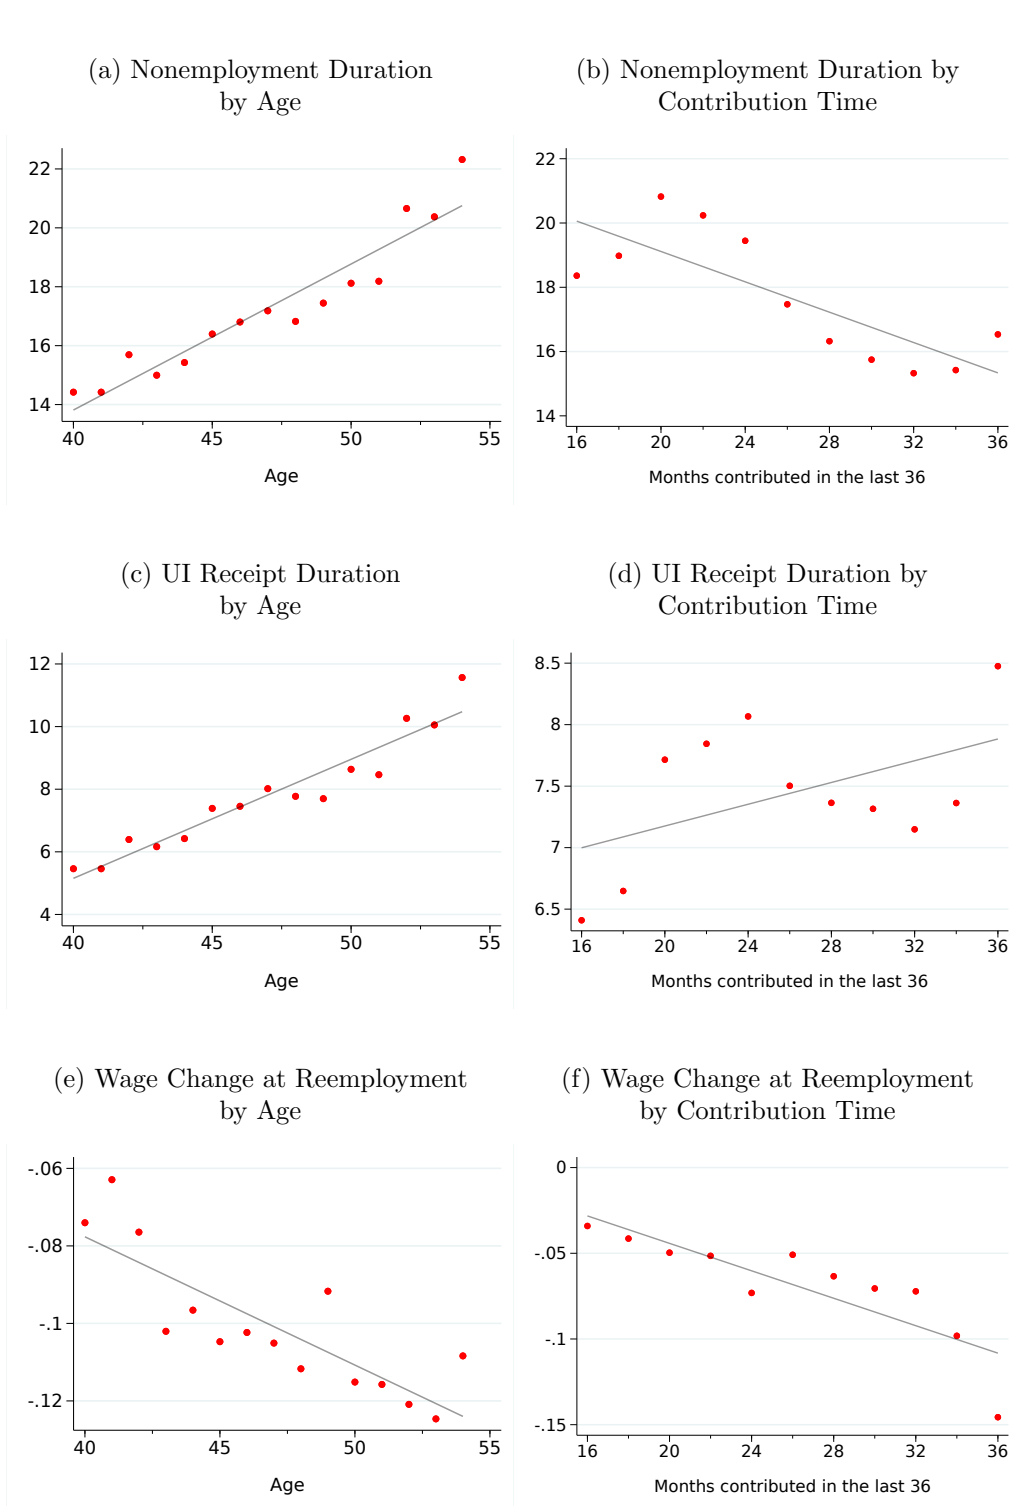 (a) Nonemployment Duration
by Age
22
20
18
16
14
40 45 50 55
Age
(b) Nonemployment Duration by
Contribution Time
22
20
18
16
14
16 20 24 28 32 36
Months contributed in the last 36
(c) UI Receipt Duration
by Age
12
10
8
6
4
40 45 50 55
Age
(d) UI Receipt Duration by
Contribution Time
8.5
8
7.5
7
6.5
16 20 24 28 32 36
Months contributed in the last 36
(e) Wage Change at Reemployment
by Age
-.06
-.08
-.1
-.12
40 45 50 55
Age
(f) Wage Change at Reemployment
by Contribution Time
0
-.05
-.1
-.15
16 20 24 28 32 36
Months contributed in the last 36